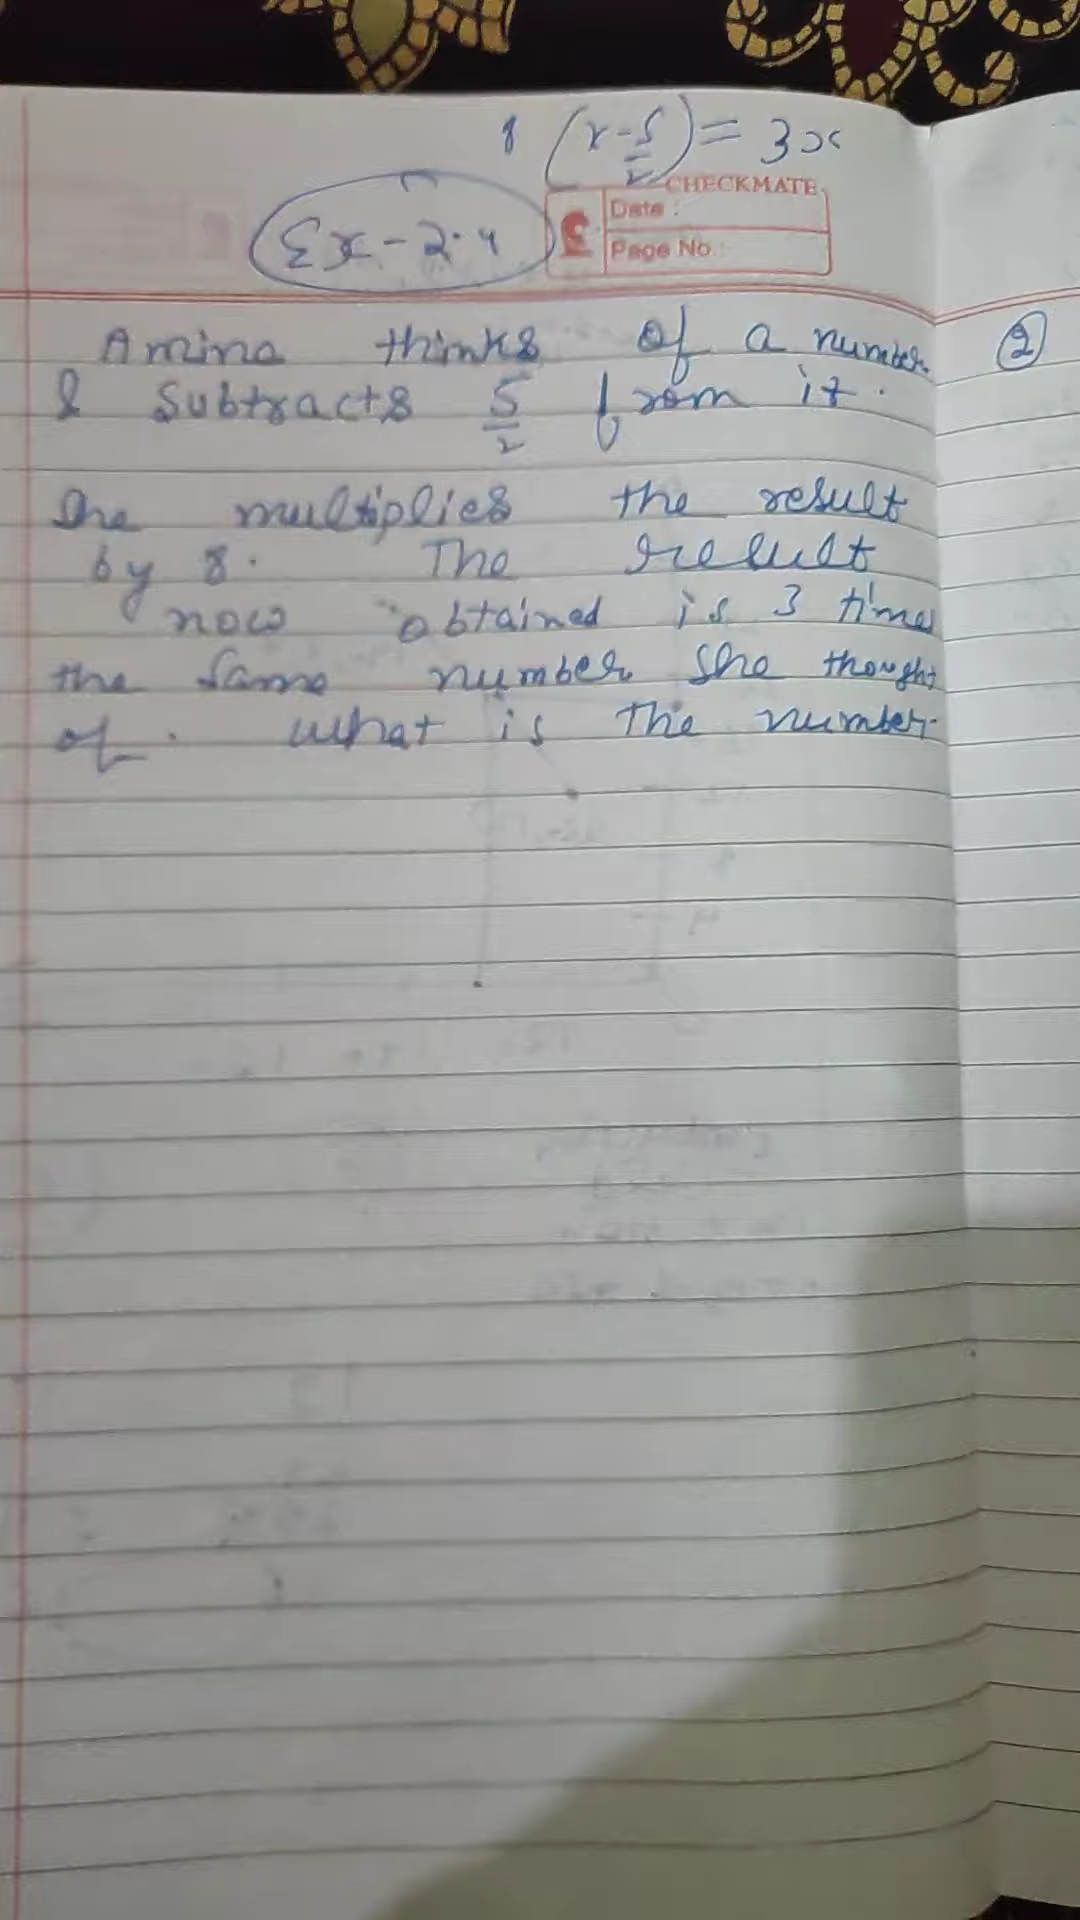 8 (x-5/2) = 3x
Ex - 2.4
CHECKMATE
Date :
Page No.:
Amina thinks of a number
& Subtracts 5/2 from it.
2
She multiplies the result
by 8. The result
now obtained is 3 time
the same number she thought
of. what is the number.